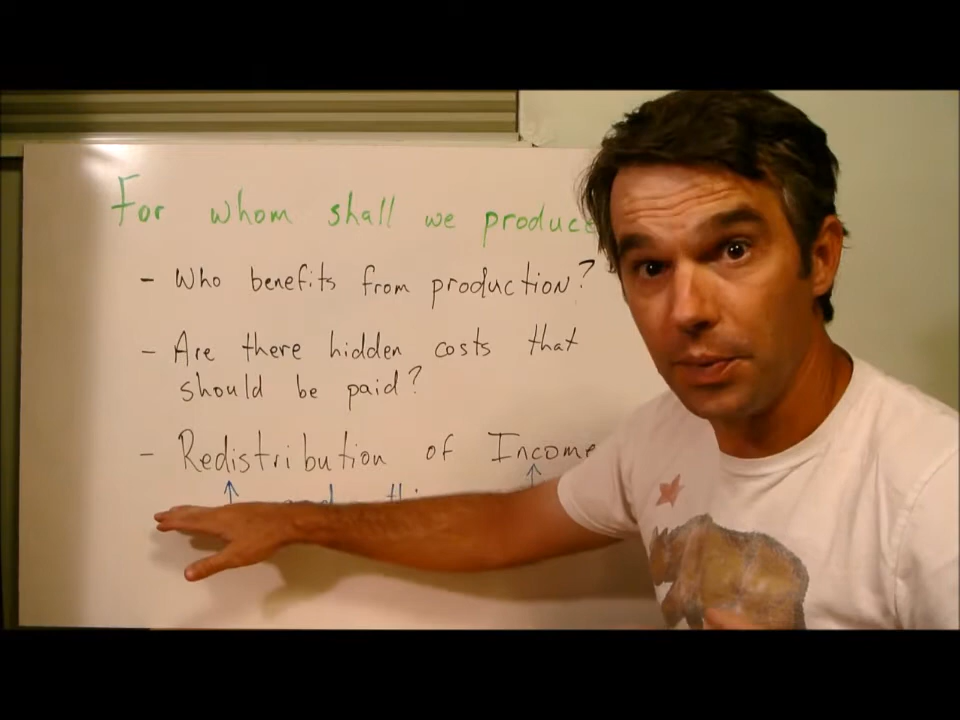 For whom shall we produce
- Who benefits from production?
- Are there hidden costs that
should be paid?
- Redistribution of Income